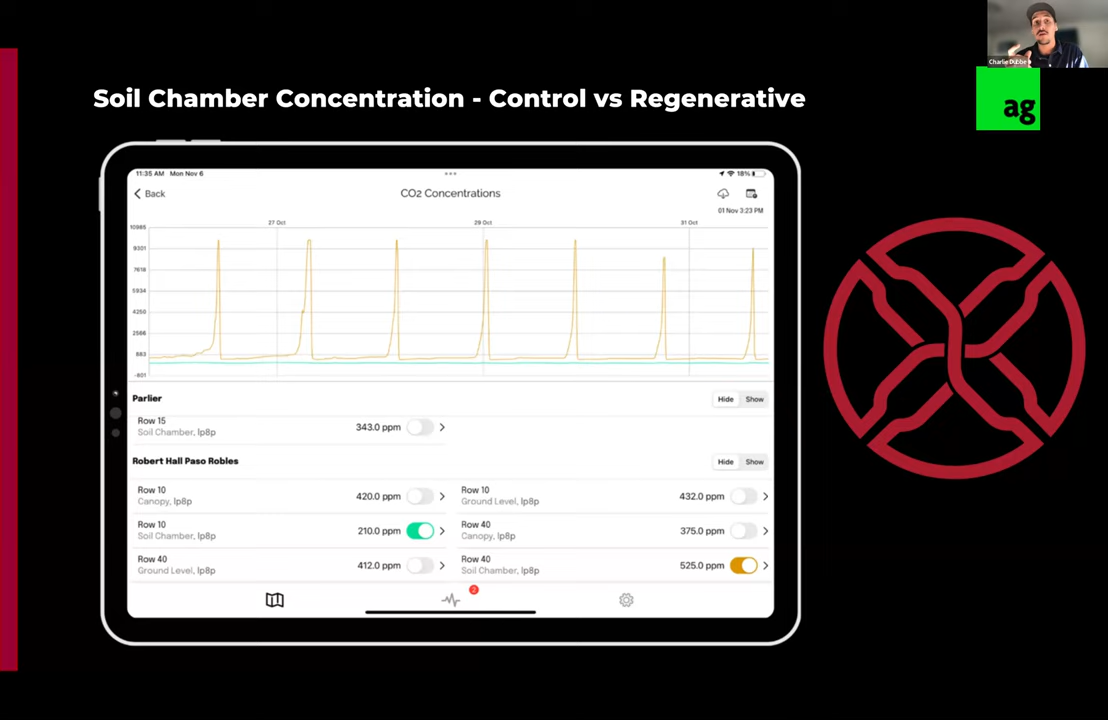 Charlie Dubbe
ag
Soil Chamber Concentration - Control vs Regenerative
11:35 AM Mon Nov 6
18%
Back
CO2 Concentrations
01 Nov 3:23 PM
27 Oct 29 Oct 31 Oct
10985
9301
7618
5934
4250
2566
883
-801
Parlier
Hide Show
Row 15
Soil Chamber, lp8p
343.0 ppm
Robert Hall Paso Robles
Hide Show
Row 10
Canopy, lp8p
420.0 ppm
Row 10
Ground Level, lp8p
432.0 ppm
Row 10
Soil Chamber, lp8p
210.0 ppm
Row 40
Canopy, lp8p
375.0 ppm
Row 40
Ground Level, lp8p
412.0 ppm
Row 40
Soil Chamber, lp8p
525.0 ppm
2